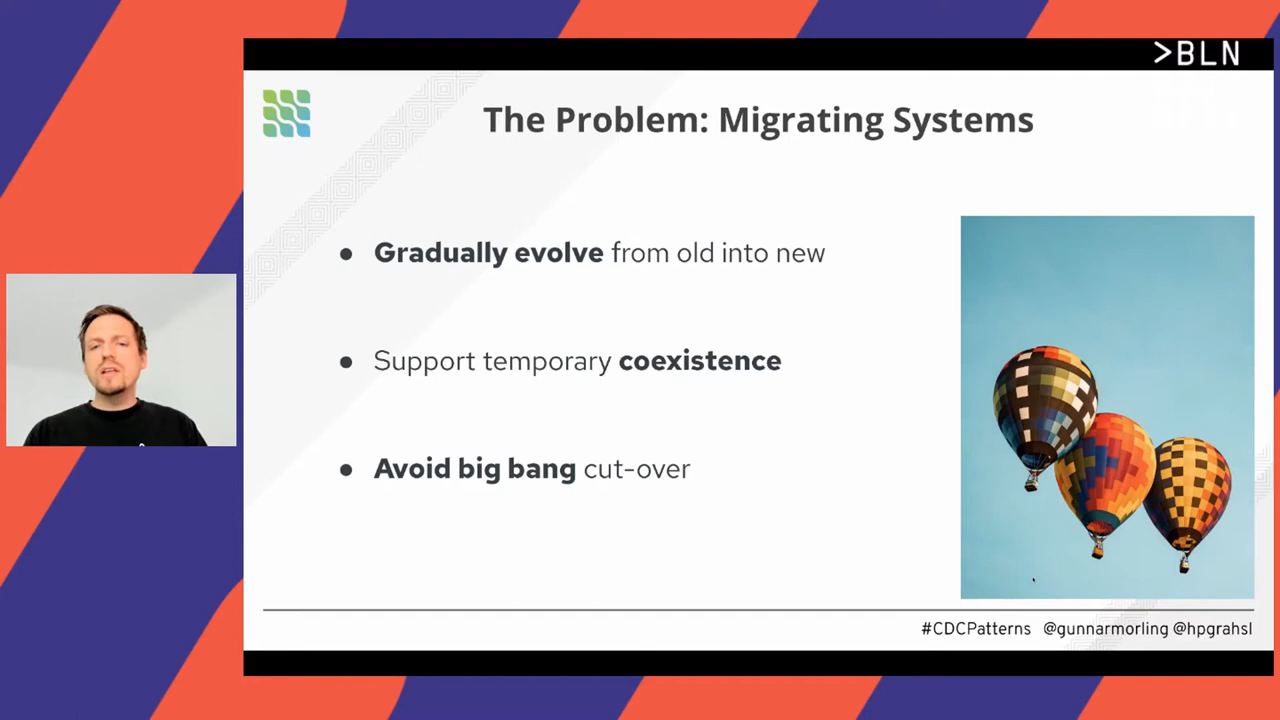 >BLN
The Problem: Migrating Systems
● Gradually evolve from old into new
● Support temporary coexistence
● Avoid big bang cut-over
#CDCPatterns @gunnarmorling @hpgrahsl